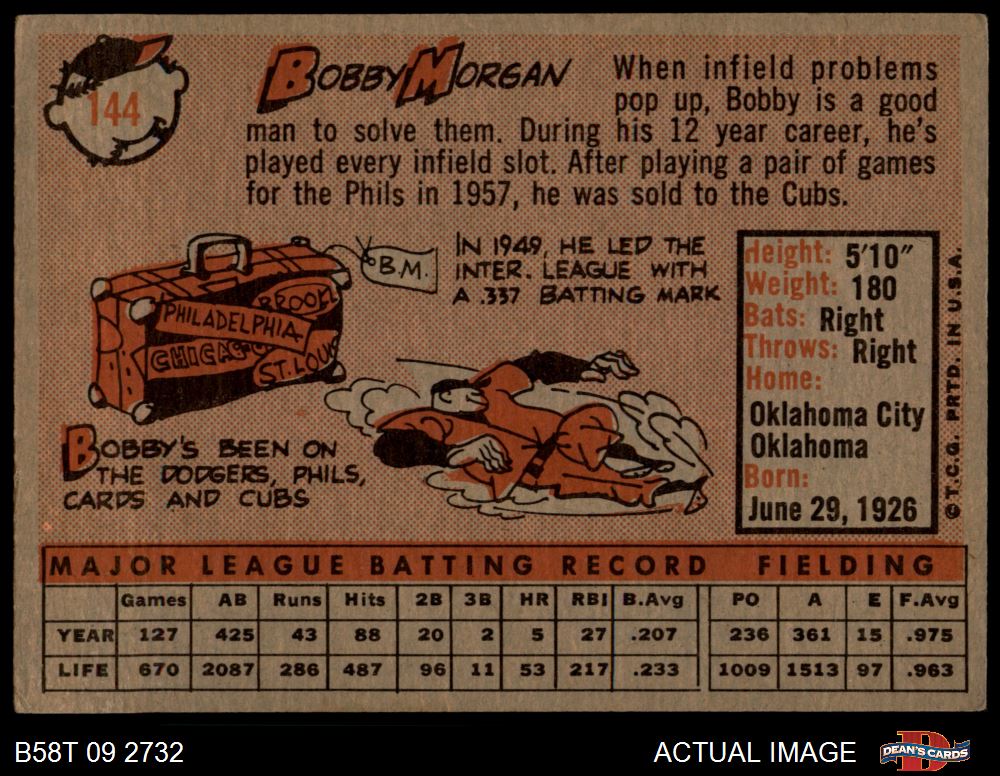 144
BOBBY MORGAN
When infield problems
pop up, Bobby is a good
man to solve them. During his 12 year career, he's
played every infield slot. After playing a pair of games
for the Phils in 1957, he was sold to the Cubs.
B.M.
BROOKL
PHILADELPHIA
CHICAGO
ST. LOUIS
IN 1949, HE LED THE
INTER. LEAGUE WITH
A .337 BATTING MARK
BOBBY'S BEEN ON
THE DODGERS, PHILS,
CARDS AND CUBS
Height: 5'10"
Weight: 180
Bats: Right
Throws: Right
Home:
Oklahoma City
Oklahoma
Born:
June 29, 1926
©T.C.G. PRTD. IN U.S.A.
MAJOR LEAGUE BATTING RECORD FIELDING
Games AB Runs Hits 2B 3B HR RBI B.Avg PO A E F.Avg
YEAR 127 425 43 88 20 2 5 27 .207 236 361 15 .975
LIFE 670 2087 286 487 96 11 53 217 .233 1009 1513 97 .963
B58T 09 2732
ACTUAL IMAGE
DEAN'S CARDS